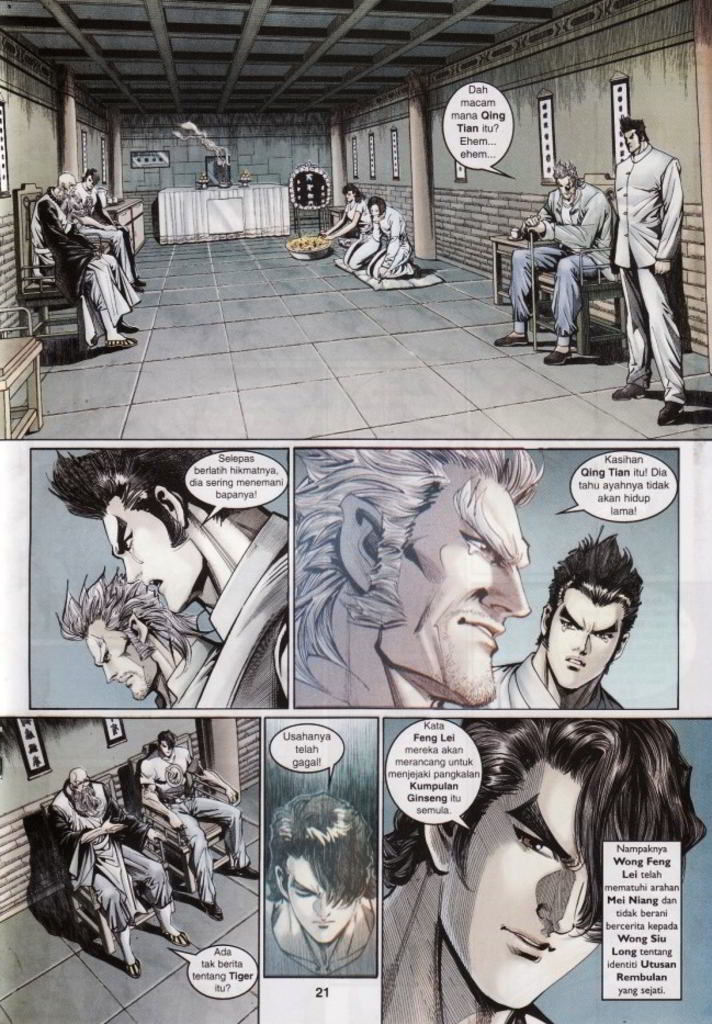 Dah
macam
mana Qing
Tian itu?
Ehem...
ehem...
Selepas
berlatih hikmatnya,
dia sering menemani
bapanya!
Kasihan
Qing Tian itu! Dia
tahu ayahnya tidak
akan hidup
lama!
Ada
tak berita
tentang Tiger
itu?
Usahanya
telah
gagal!
Kata
Feng Lei
mereka akan
merancang untuk
menjejaki pangkalan
Kumpulan
Ginseng itu
semula.
Nampaknya
Wong Feng
Lei telah
mematuhi arahan
Mei Niang dan
tidak berani
bercerita kepada
Wong Siu
Long tentang
identiti Utusan
Rembulan
yang sejati.
21